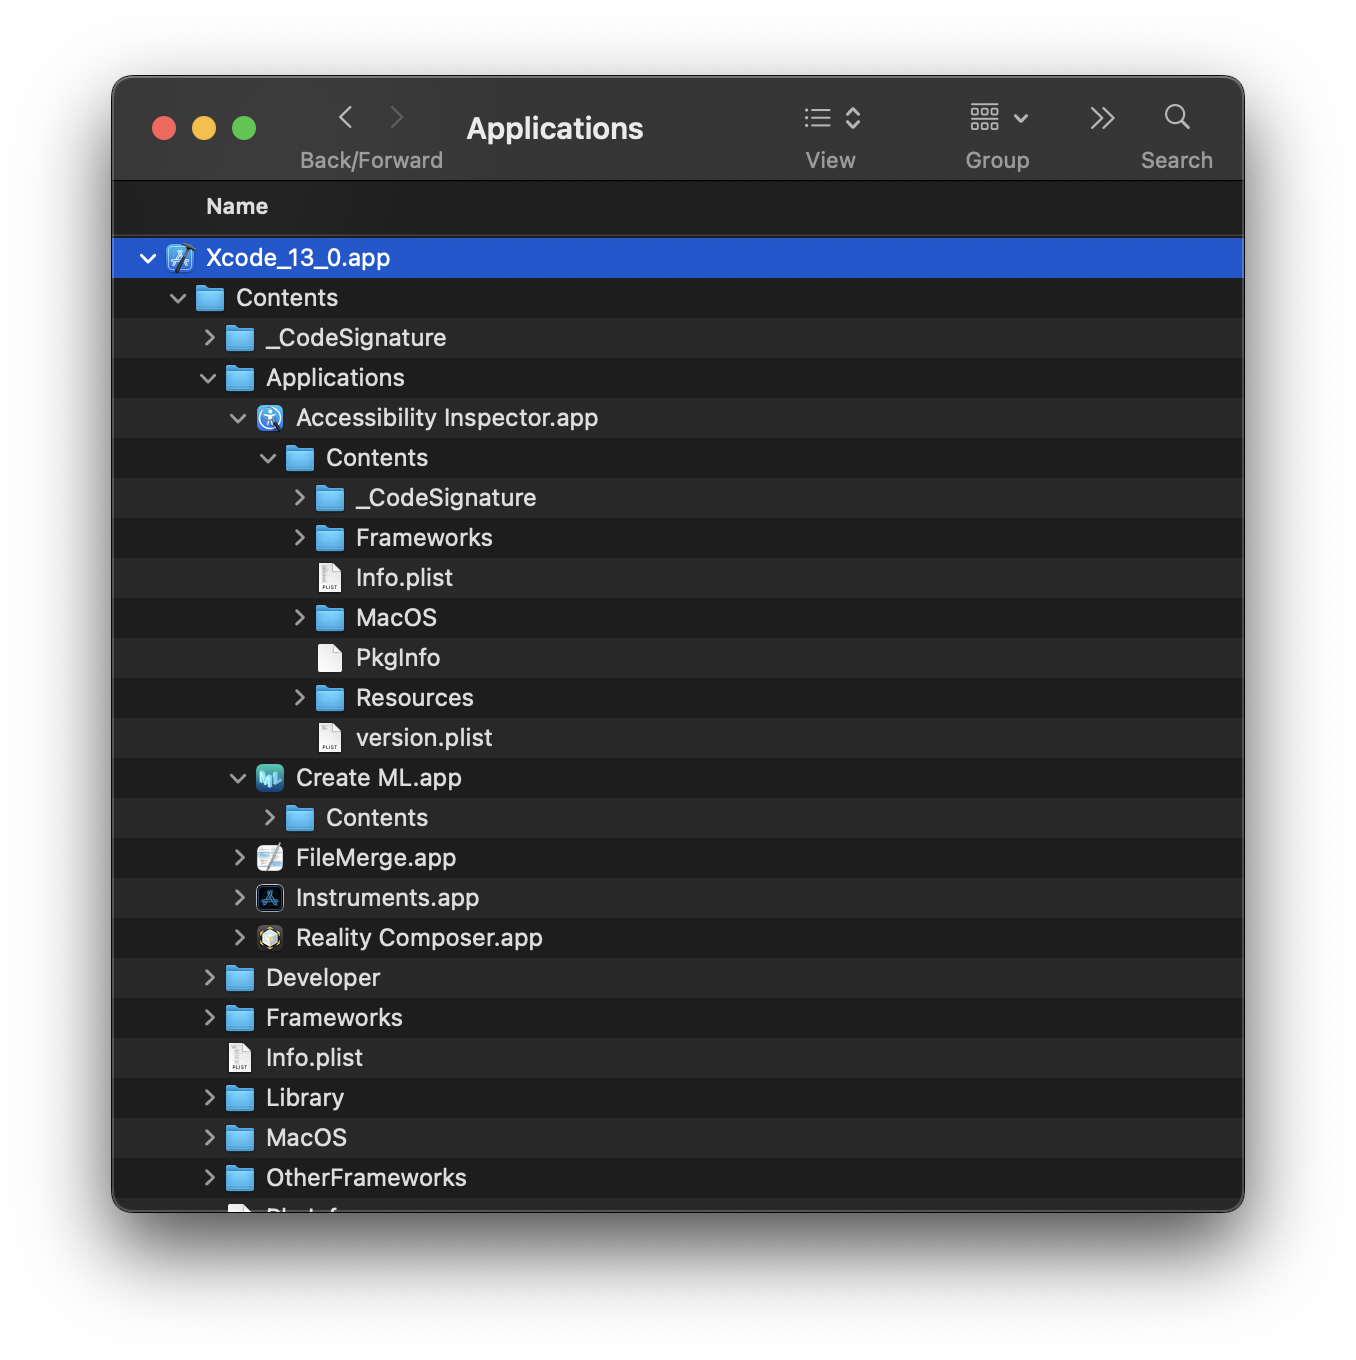 Applications
Back/Forward
View
Group
Search
Name
Xcode_13_0.app
Contents
_CodeSignature
Applications
Accessibility Inspector.app
Contents
_CodeSignature
Frameworks
Info.plist
MacOS
PkgInfo
Resources
version.plist
Create ML.app
Contents
FileMerge.app
Instruments.app
Reality Composer.app
Developer
Frameworks
Info.plist
Library
MacOS
OtherFrameworks